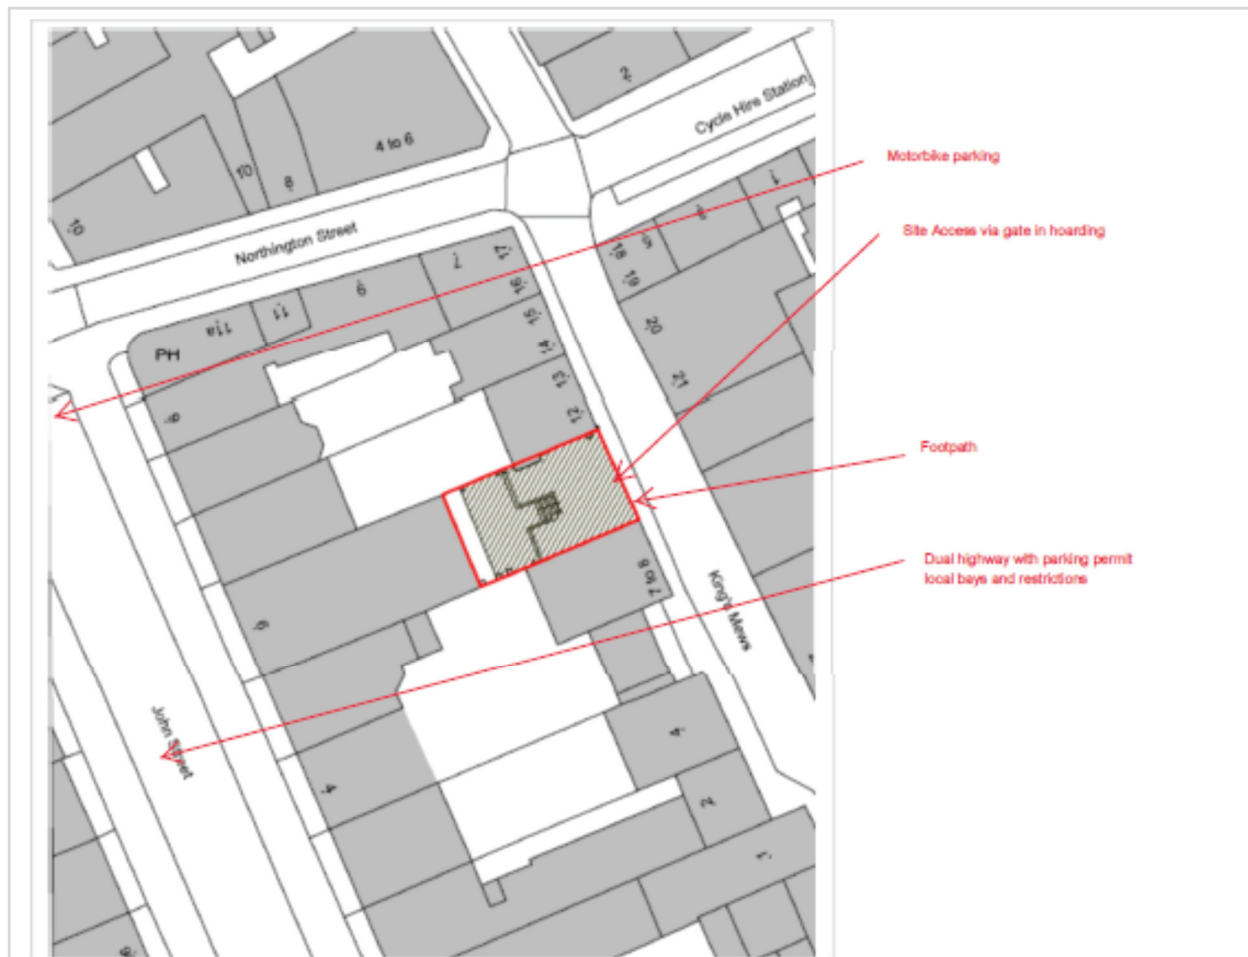 2
Cycle Hire Station
4 to 6
10
8
10
Northington Street
Motorbike parking
Site Access via gate in hoarding
17
16
15
14
13
12
7
9
11
11a
PH
18
19
20
21
Footpath
Dual highway with parking permit
local bays and restrictions
7 to 8
King's Mews
John Street
4
4
2
1